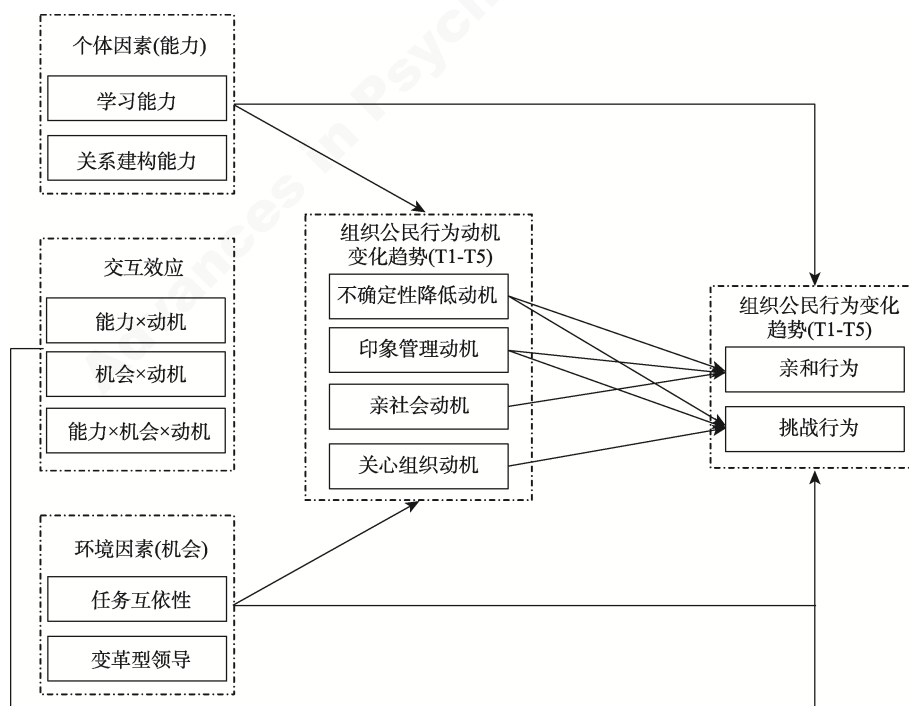 个体因素(能力)
学习能力
关系建构能力
交互效应
能力×动机
机会×动机
能力×机会×动机
环境因素(机会)
任务互依性
变革型领导
组织公民行为动机
变化趋势(T1-T5)
不确定性降低动机
印象管理动机
亲社会动机
关心组织动机
组织公民行为变化
趋势(T1-T5)
亲和行为
挑战行为
Advances in Psych